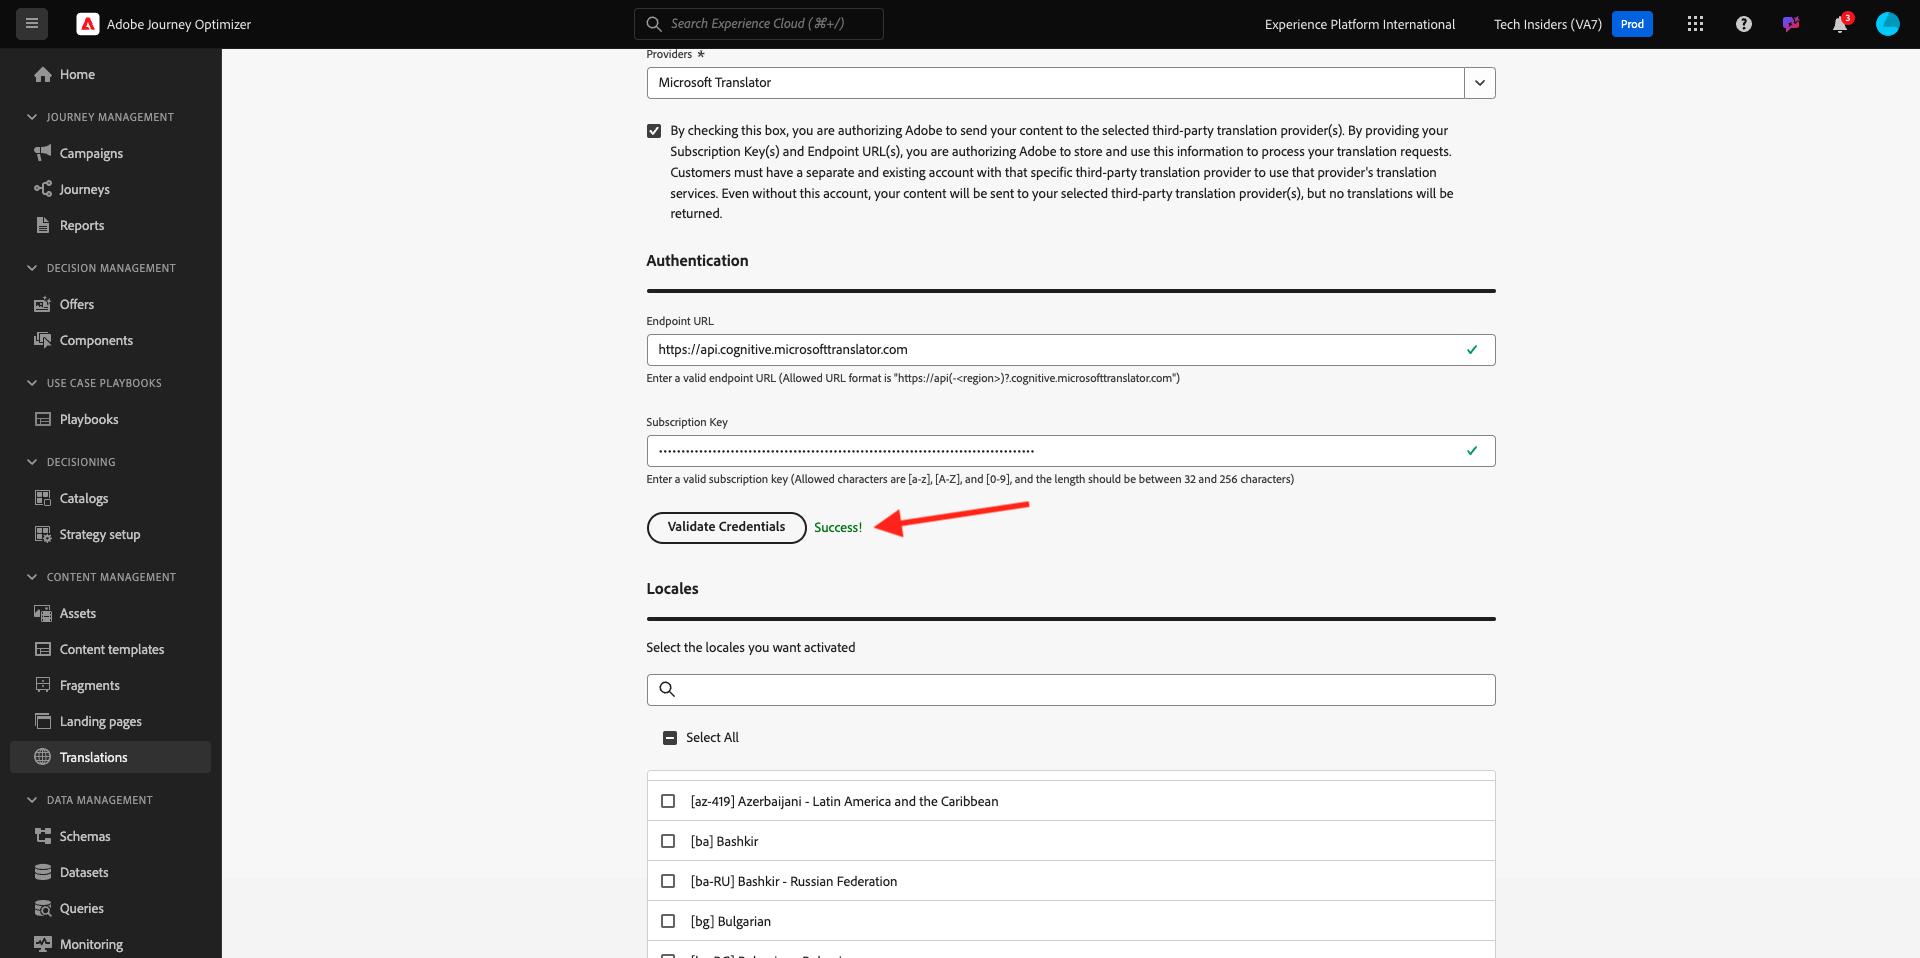 Adobe Journey Optimizer
Search Experience Cloud (⌘+/)
Experience Platform International
Tech Insiders (VA7)
Prod
3
Home
JOURNEY MANAGEMENT
Campaigns
Journeys
Reports
DECISION MANAGEMENT
Offers
Components
USE CASE PLAYBOOKS
Playbooks
DECISIONING
Catalogs
Strategy setup
CONTENT MANAGEMENT
Assets
Content templates
Fragments
Landing pages
Translations
DATA MANAGEMENT
Schemas
Datasets
Queries
Monitoring
Providers *
Microsoft Translator
By checking this box, you are authorizing Adobe to send your content to the selected third-party translation provider(s). By providing your
Subscription Key(s) and Endpoint URL(s), you are authorizing Adobe to store and use this information to process your translation requests.
Customers must have a separate and existing account with that specific third-party translation provider to use that provider's translation
services. Even without this account, your content will be sent to your selected third-party translation provider(s), but no translations will be
returned.
Authentication
Endpoint URL
https://api.cognitive.microsofttranslator.com
Enter a valid endpoint URL (Allowed URL format is "https://api(-<region>)?.cognitive.microsofttranslator.com")
Subscription Key
Enter a valid subscription key (Allowed characters are [a-z], [A-Z], and [0-9], and the length should be between 32 and 256 characters)
Validate Credentials
Success!
Locales
Select the locales you want activated
Select All
[az-419] Azerbaijani - Latin America and the Caribbean
[ba] Bashkir
[ba-RU] Bashkir - Russian Federation
[bg] Bulgarian